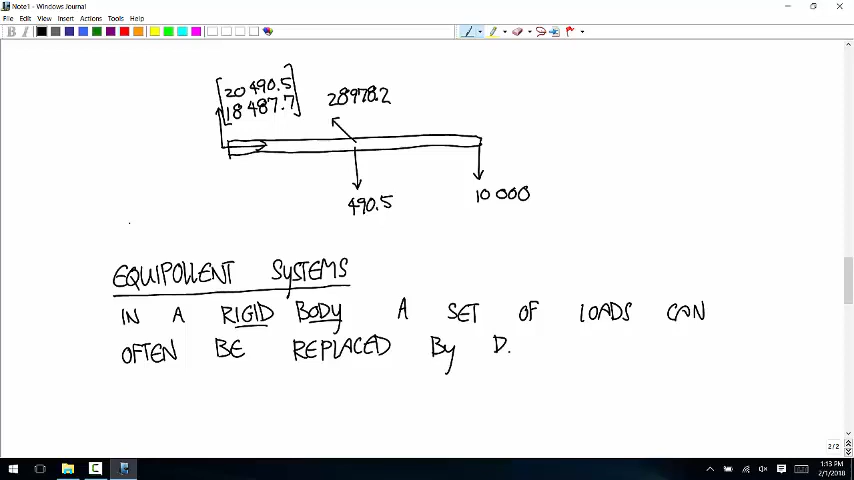 Note1 - Windows Journal
File Edit View Insert Actions Tools Help
B I
20 490.5
18 487.7
28978.2
490.5
10 000
EQUIPOLLENT SYSTEMS
IN A RIGID BODY A SET OF LOADS CAN
OFTEN BE REPLACED By D.
2/2
1:13 PM
2/1/2018